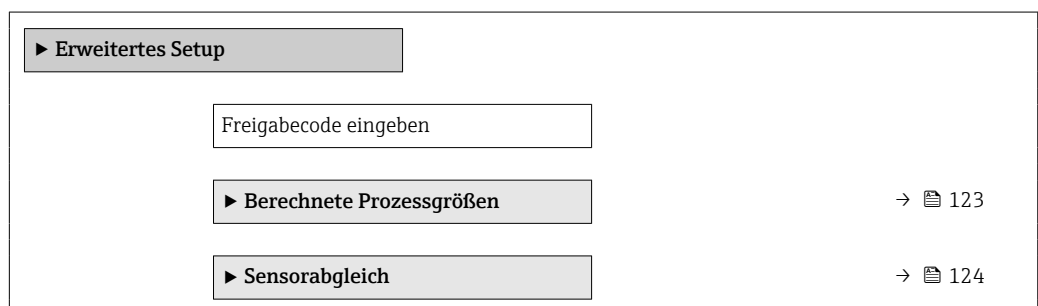 ▶ Erweitertes Setup
Freigabecode eingeben
▶ Berechnete Prozessgrößen → 123
▶ Sensorabgleich → 124